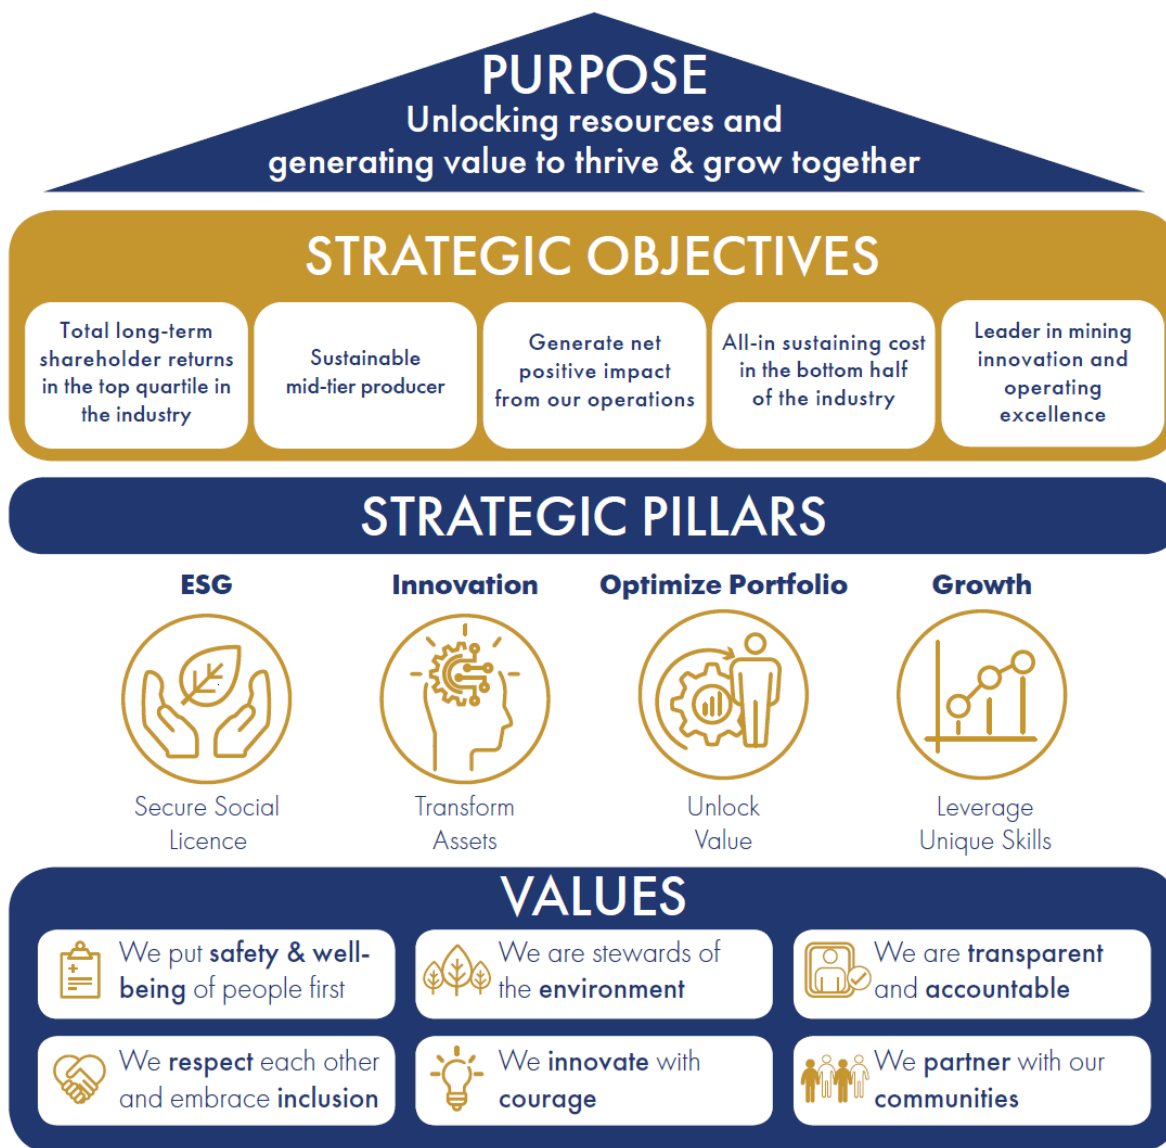 PURPOSE
Unlocking resources and
generating value to thrive & grow together
STRATEGIC OBJECTIVES
Total long-term
shareholder returns
in the top quartile in
the industry
Sustainable
mid-tier producer
Generate net
positive impact
from our operations
All-in sustaining cost
in the bottom half
of the industry
Leader in mining
innovation and
operating
excellence
STRATEGIC PILLARS
ESG
Secure Social
Licence
Innovation
Transform
Assets
Optimize Portfolio
Unlock
Value
Growth
Leverage
Unique Skills
VALUES
We put safety & well-
being of people first
We are stewards of
the environment
We are transparent
and accountable
We respect each other
and embrace inclusion
We innovate with
courage
We partner with our
communities